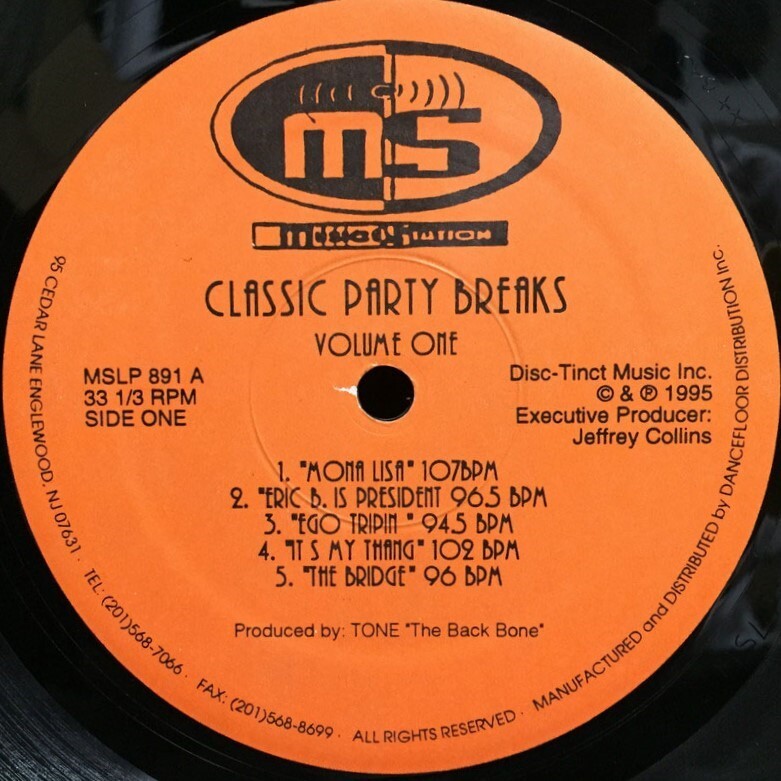 MS
STATION
CLASSIC PARTY BREAKS
VOLUME ONE
MSLP 891 A
33 1/3 RPM
SIDE ONE
Disc-Tinct Music Inc.
© & ℗ 1995
Executive Producer:
Jeffrey Collins
1. "MONA LISA" 107BPM
2. "ERIC B. IS PRESIDENT 96.5 BPM
3. "EGO TRIPIN " 94.5 BPM
4. "IT S MY THANG" 102 BPM
5. "THE BRIDGE" 96 BPM
Produced by: TONE "The Back Bone"
95 CEDAR LANE ENGLEWOOD, NJ 07631 · TEL: (201)568-7066 · FAX: (201)568-8699 · ALL RIGHTS RESERVED · MANUFACTURED and DISTRIBUTED by DANCEFLOOR DISTRIBUTION Inc.